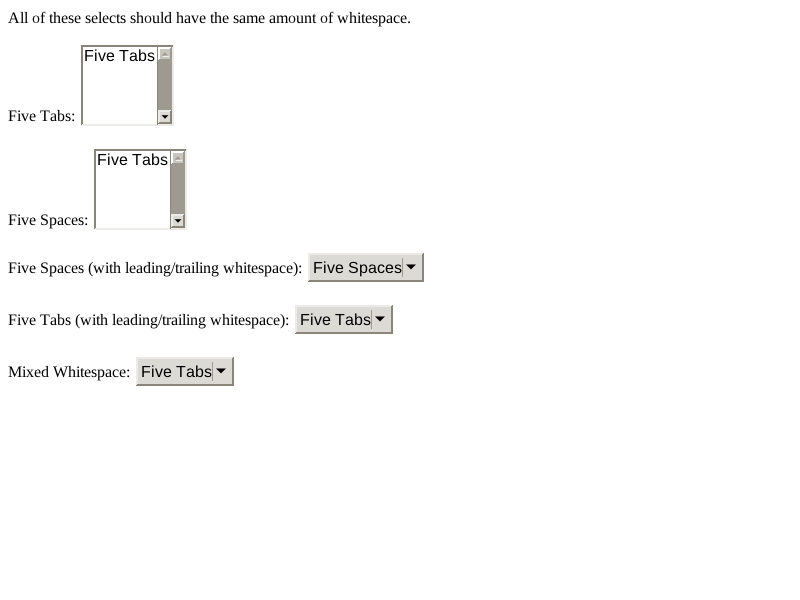 All of these selects should have the same amount of whitespace.
Five Tabs
Five Tabs:
Five Tabs
Five Spaces:
Five Spaces (with leading/trailing whitespace): Five Spaces
Five Tabs (with leading/trailing whitespace): Five Tabs
Mixed Whitespace: Five Tabs